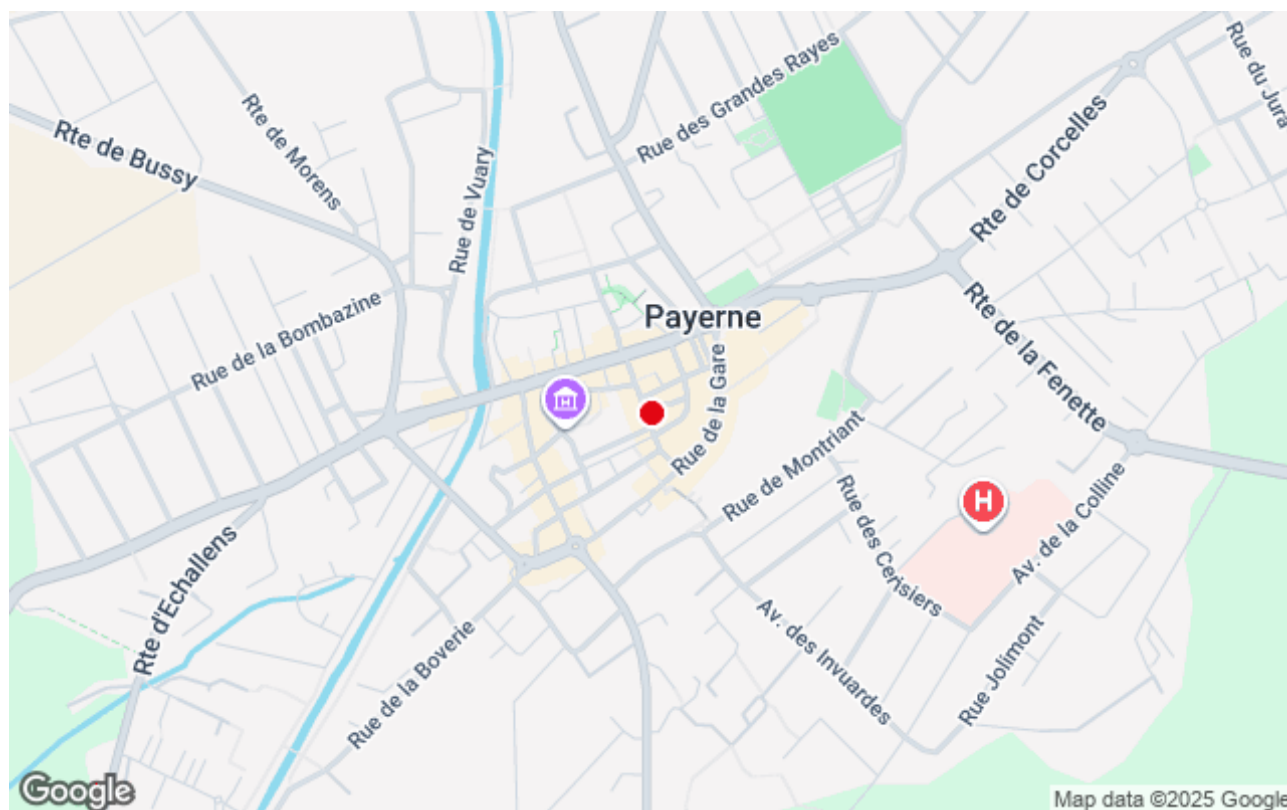 Rue des Grandes Rayes
Rue du Jura
Rte de Bussy
Rte de Morens
Rue de Vuary
Rte de Corcelles
Rue de la Bombazine
Payerne
Rte de la Fenette
Rue de la Gare
H
Rue de Montriant
H
Rue des Cerisiers
Av. de la Colline
Rte d'Echallens
Rue de la Boverie
Av. des Invuardes
Rue Jolimont
Google
Map data ©2025 Google